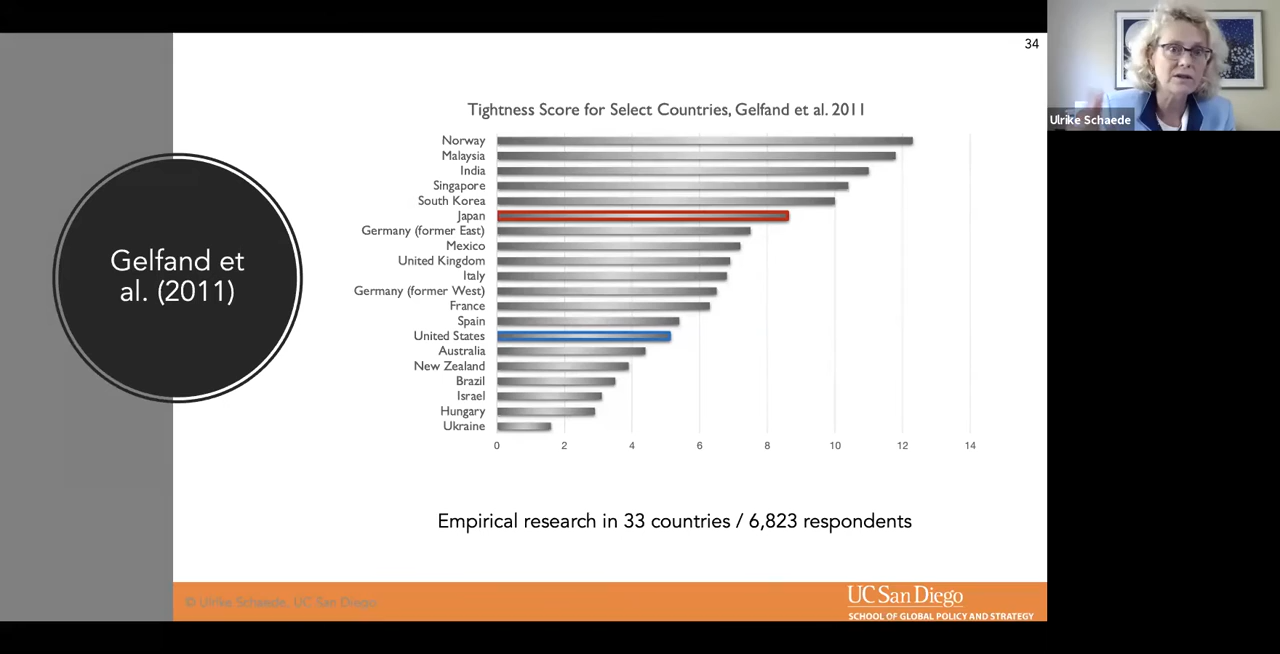 34
Ulrike Schaede
Tightness Score for Select Countries, Gelfand et al. 2011
Gelfand et
al. (2011)
Norway
Malaysia
India
Singapore
South Korea
Japan
Germany (former East)
Mexico
United Kingdom
Italy
Germany (former West)
France
Spain
United States
Australia
New Zealand
Brazil
Israel
Hungary
Ukraine
0 2 4 6 8 10 12 14
Empirical research in 33 countries / 6,823 respondents
© Ulrike Schaede, UC San Diego
UC San Diego
SCHOOL OF GLOBAL POLICY AND STRATEGY